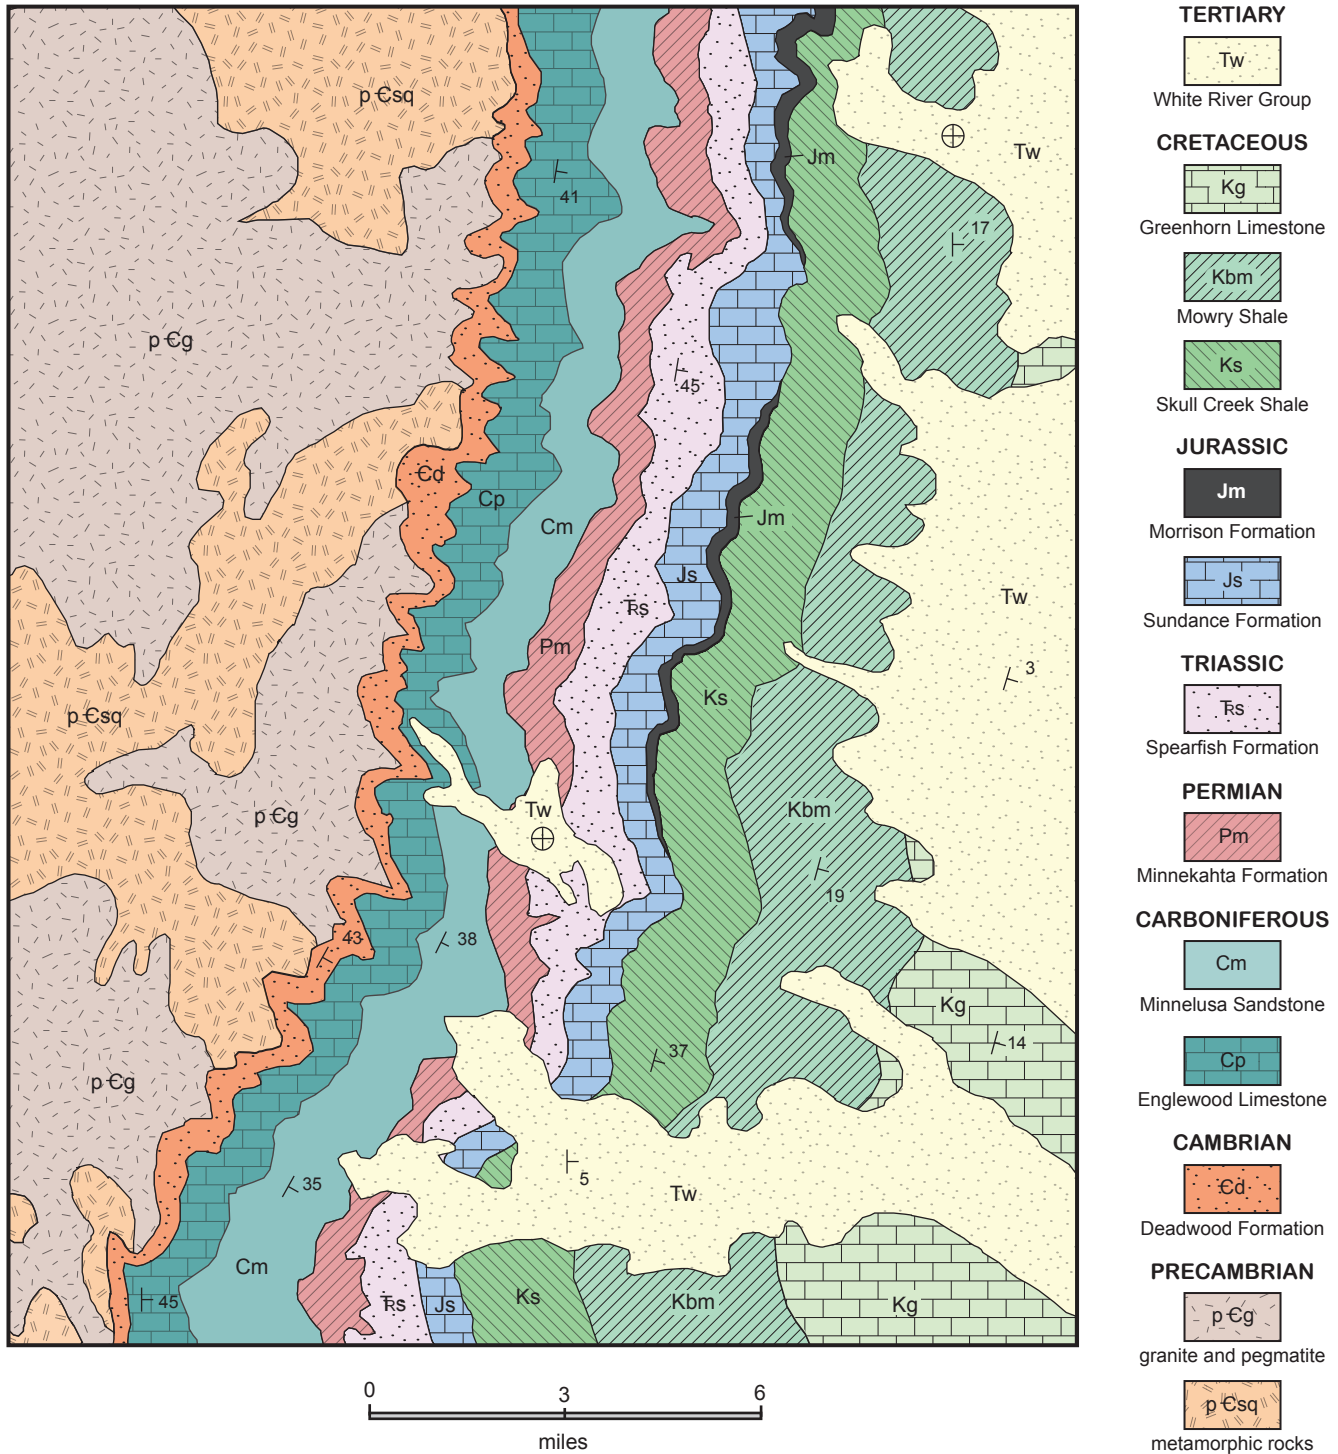 TERTIARY
Tw
White River Group
CRETACEOUS
Kg
Greenhorn Limestone
Kbm
Mowry Shale
Ks
Skull Creek Shale
JURASSIC
Jm
Morrison Formation
Js
Sundance Formation
TRIASSIC
TRs
Spearfish Formation
PERMIAN
Pm
Minnekahta Formation
CARBONIFEROUS
Cm
Minnelusa Sandstone
Cp
Englewood Limestone
CAMBRIAN
Єd
Deadwood Formation
PRECAMBRIAN
p Єg
granite and pegmatite
p Єsq
metamorphic rocks
p Єsq
Jm
Tw
41
17
p Єg
45
Єd
Cp
Cm
Jm
Js
TRs
Tw
Pm
3
Ks
p Єsq
Tw
Kbm
p Єg
19
43
38
Kg
37
14
p Єg
35
5
Tw
Cm
45
TRs
Js
Ks
Kbm
Kg
0
3
6
miles